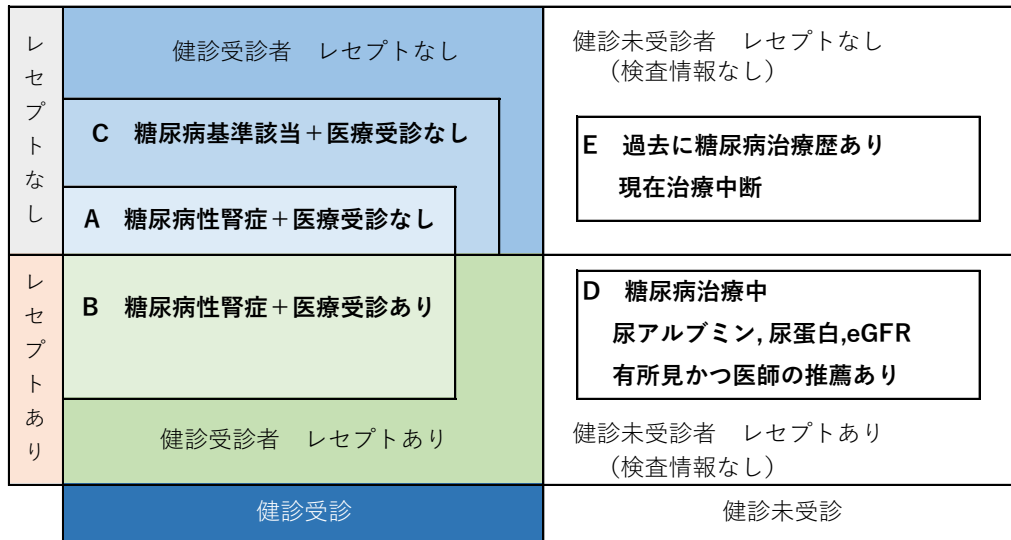 レセプトなし
健診受診者　レセプトなし
C　糖尿病基準該当＋医療受診なし
A　糖尿病性腎症＋医療受診なし
健診未受診者　レセプトなし
（検査情報なし）
E　過去に糖尿病治療歴あり
現在治療中断
レセプトあり
B　糖尿病性腎症＋医療受診あり
健診受診者　レセプトあり
D　糖尿病治療中
尿アルブミン, 尿蛋白,eGFR
有所見かつ医師の推薦あり
健診未受診者　レセプトあり
（検査情報なし）
健診受診
健診未受診